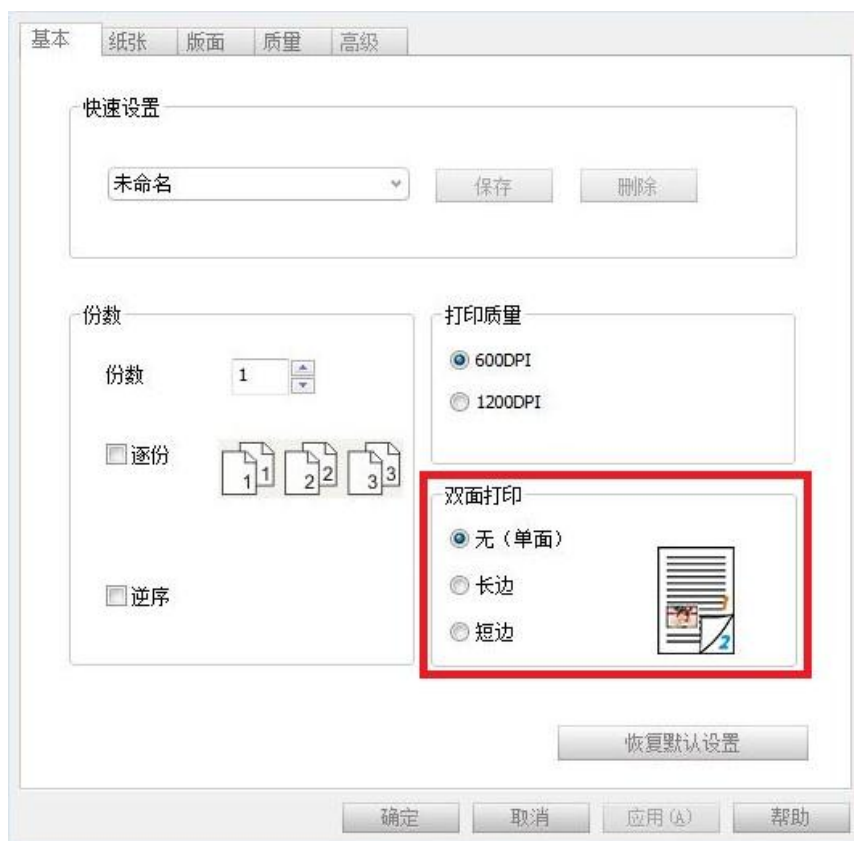 基本 纸张 版面 质量 高级
快速设置
未命名 保存 删除
份数
份数 1
逐份 1 1 2 2 3 3
逆序
打印质量
600DPI
1200DPI
双面打印
无（单面）
长边
短边
1
2
恢复默认设置
确定 取消 应用(A) 帮助